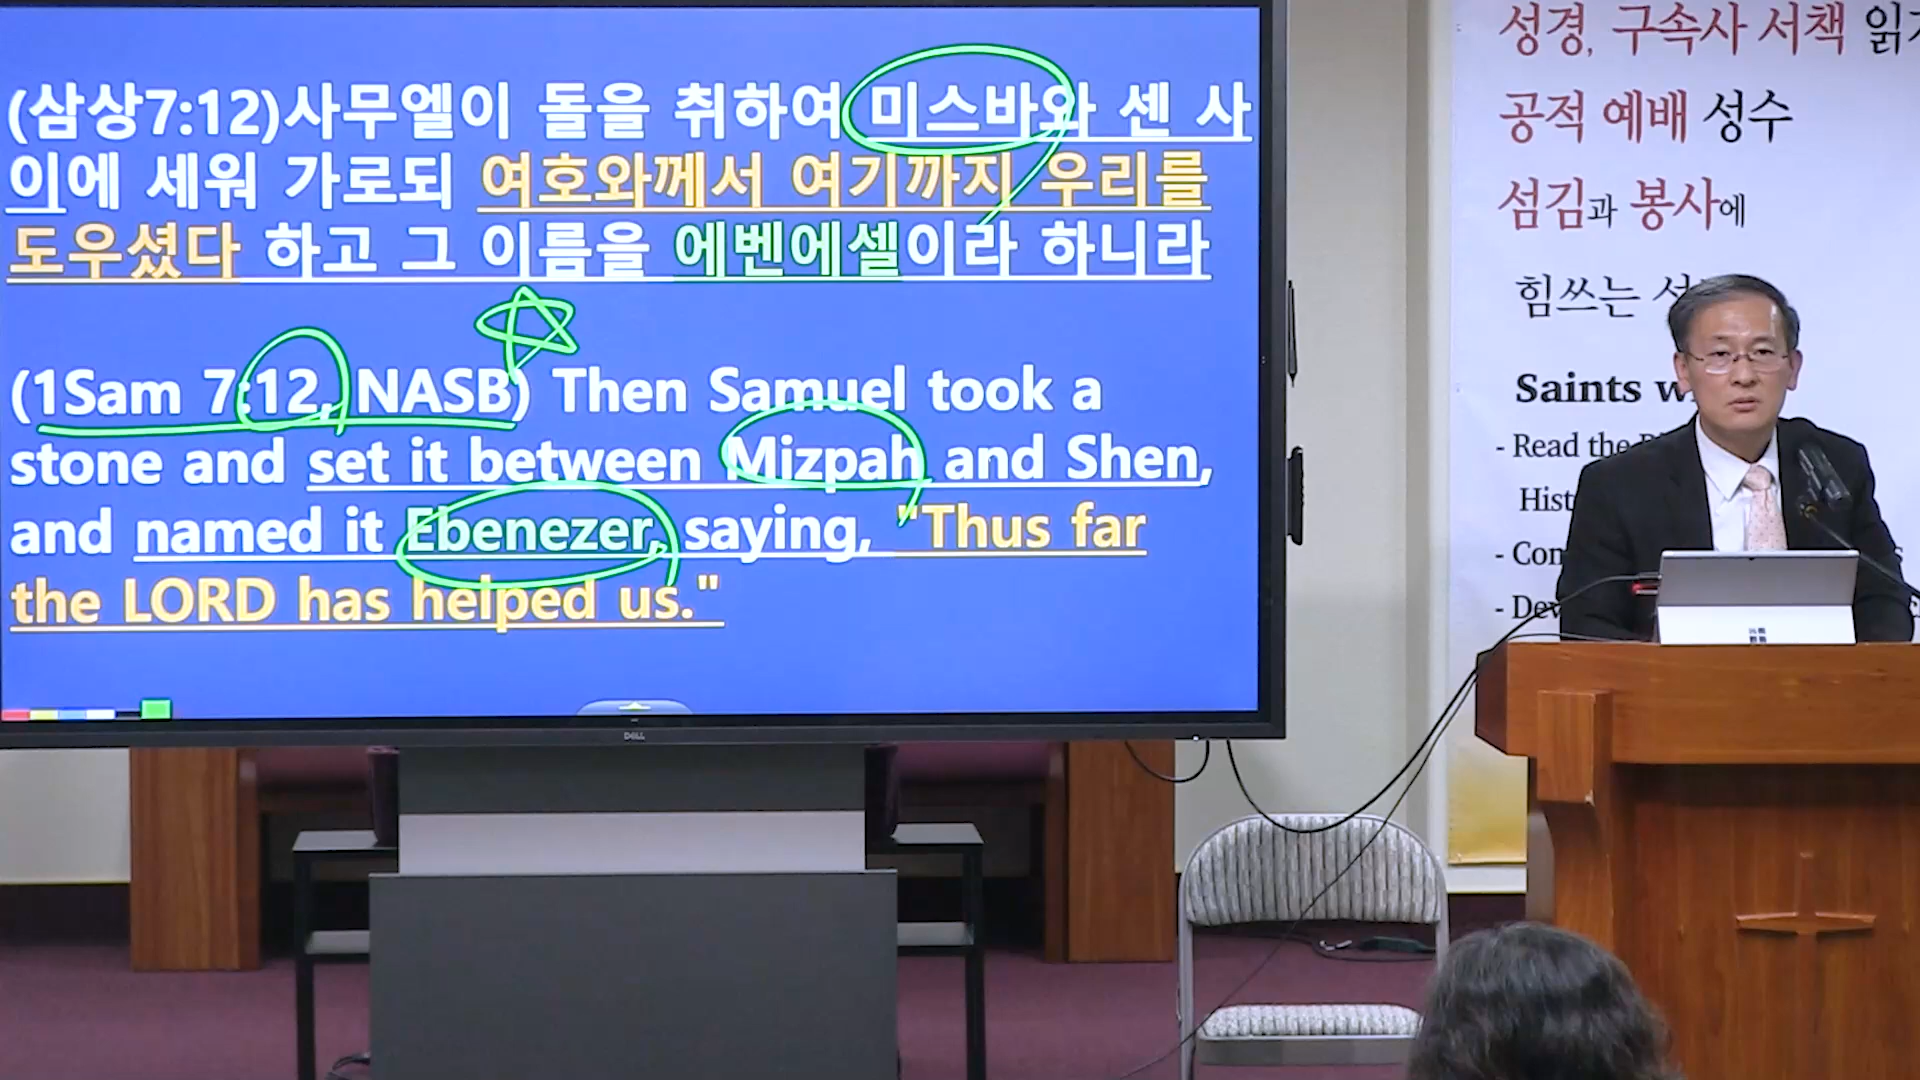 (삼상7:12)사무엘이 돌을 취하여 미스바와 센 사
이에 세워 가로되 여호와께서 여기까지 우리를
도우셨다 하고 그 이름을 에벤에셀이라 하니라
(1Sam 7:12, NASB) Then Samuel took a
stone and set it between Mizpah and Shen,
and named it Ebenezer, saying, "Thus far
the LORD has helped us."
DELL
성경, 구속사 서책
공적 예배 성수
섬김과 봉사에
힘쓰는
Saints
- Read the
-